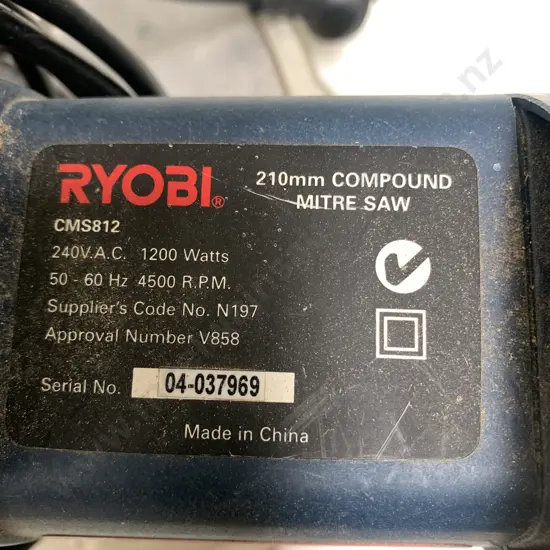 RYOBI®
210mm COMPOUND
MITRE SAW
CMS812
240V.A.C. 1200 Watts
50 - 60 Hz 4500 R.P.M.
Supplier's Code No. N197
Approval Number V858
Serial No. 04-037969
Made in China